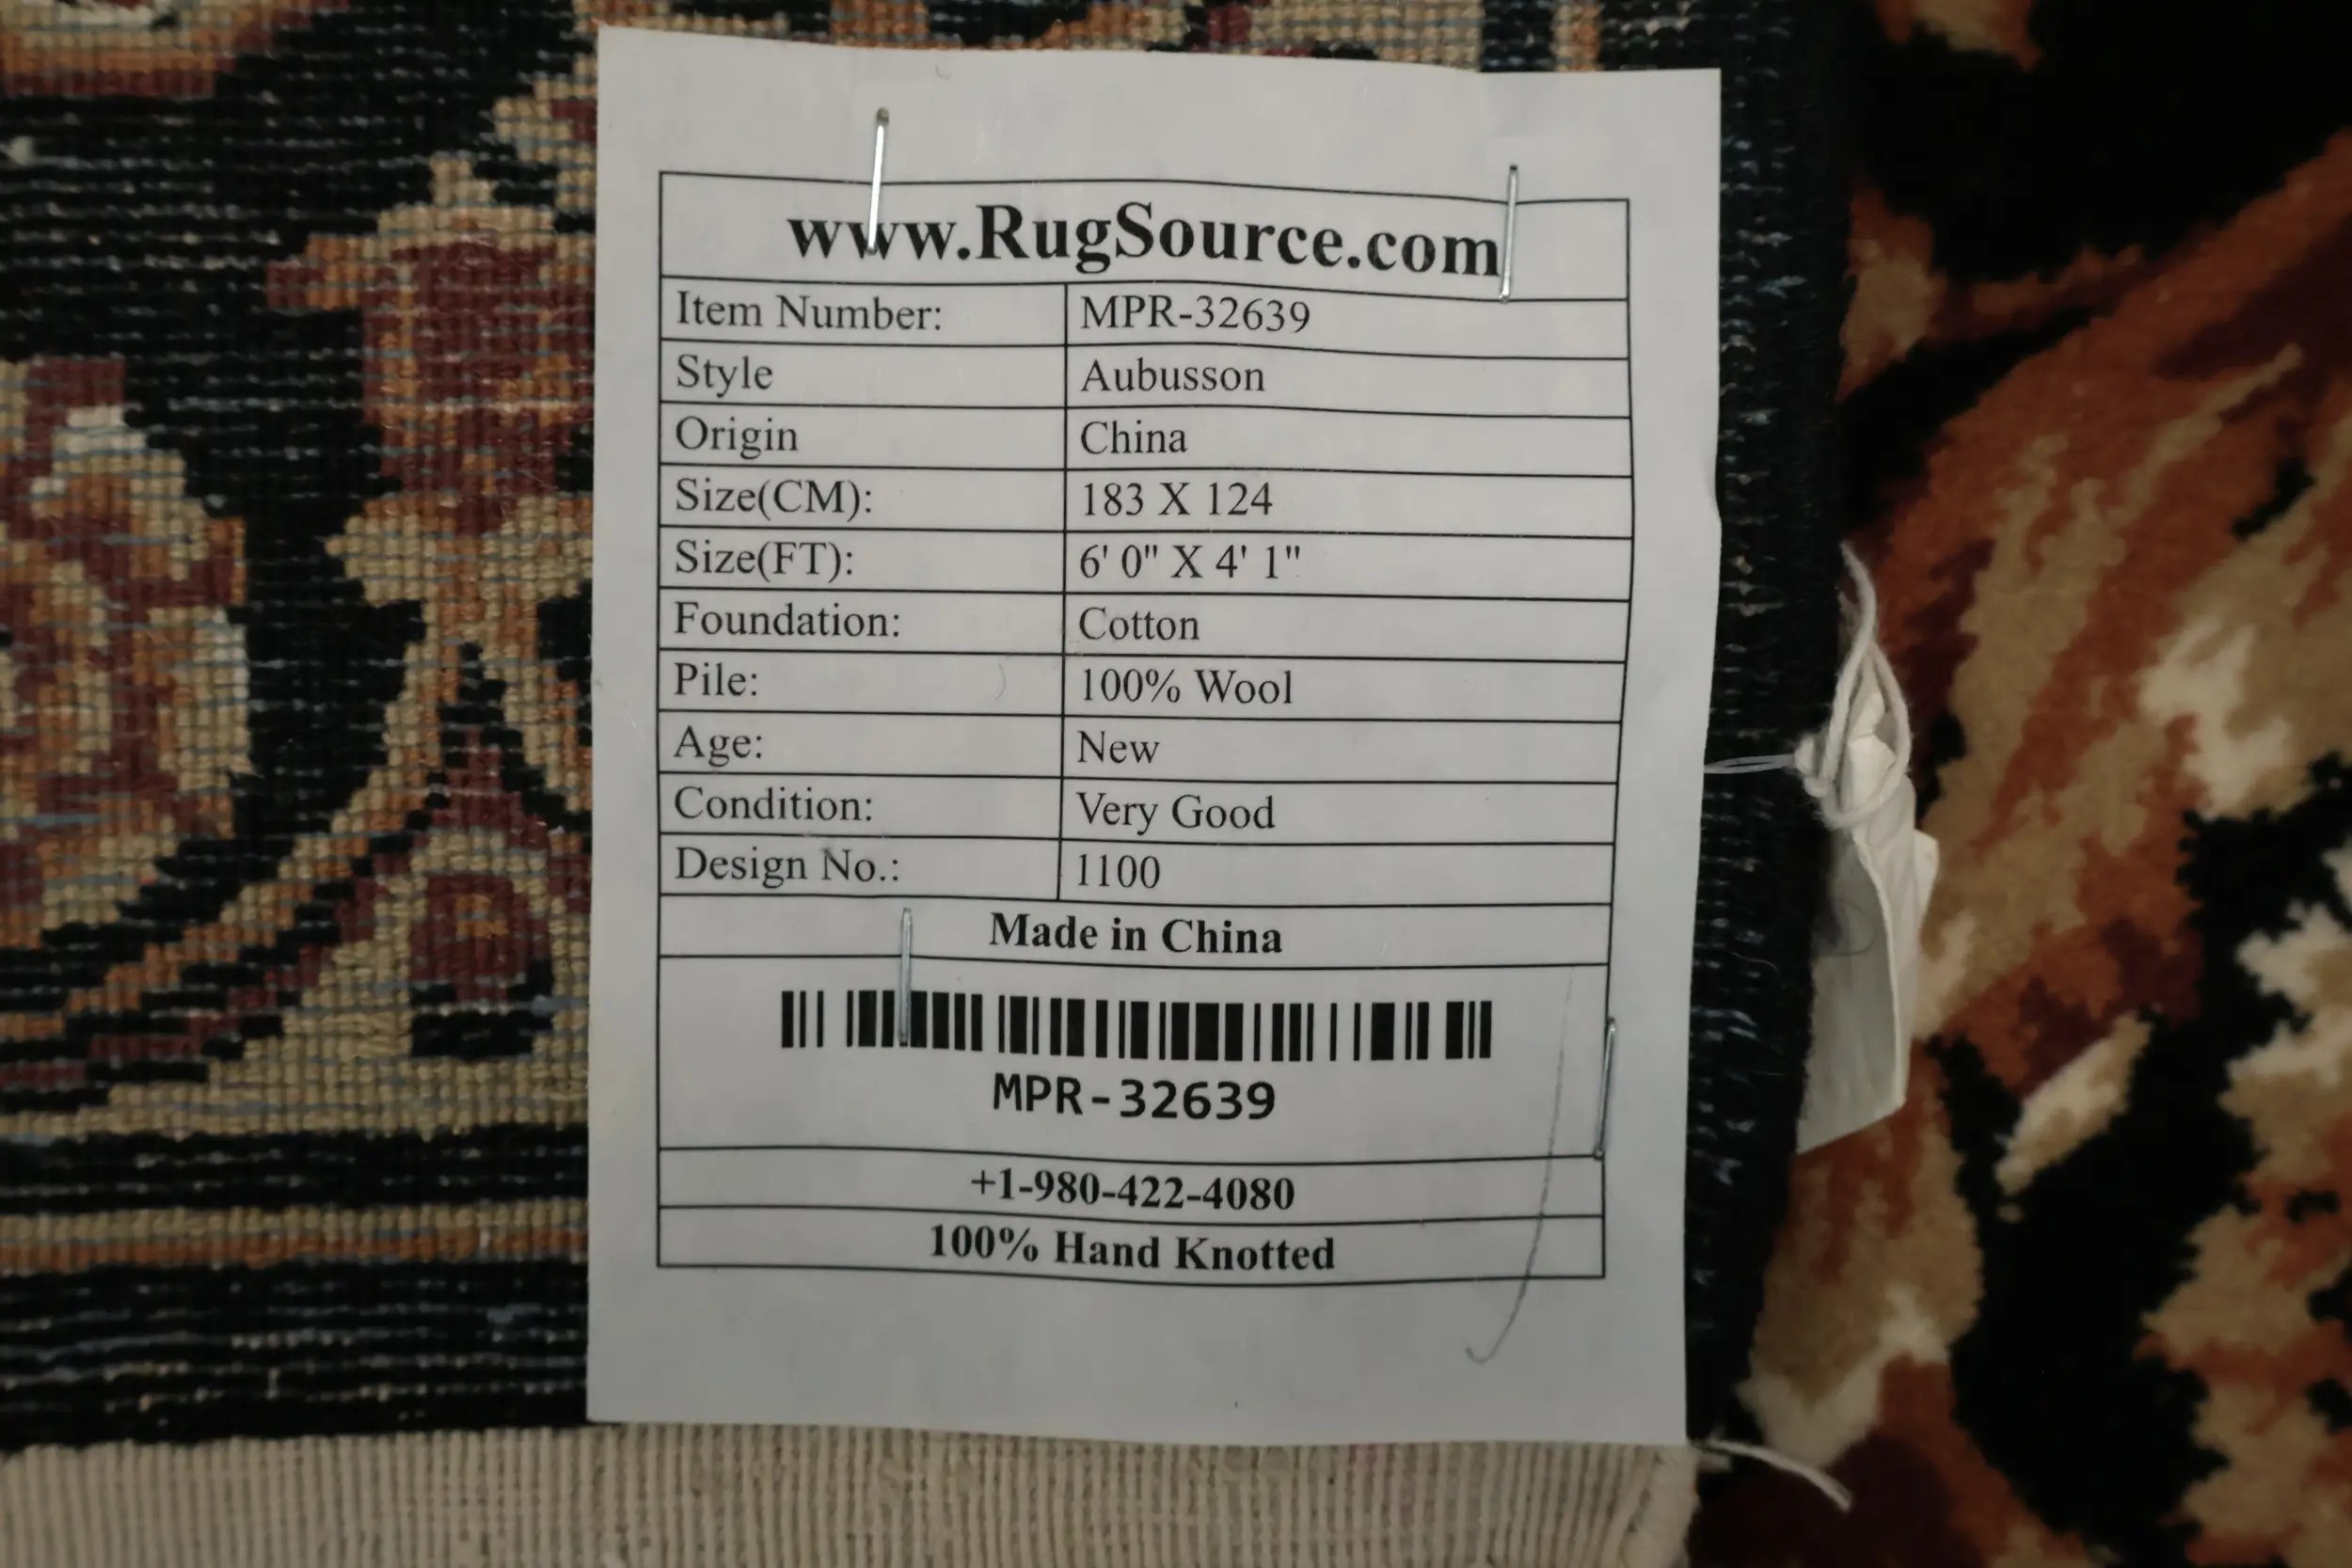 www.RugSource.com
Item Number: MPR-32639
Style Aubusson
Origin China
Size(CM): 183 X 124
Size(FT): 6' 0" X 4' 1"
Foundation: Cotton
Pile: 100% Wool
Age: New
Condition: Very Good
Design No.: 1100
Made in China
MPR-32639
+1-980-422-4080
100% Hand Knotted